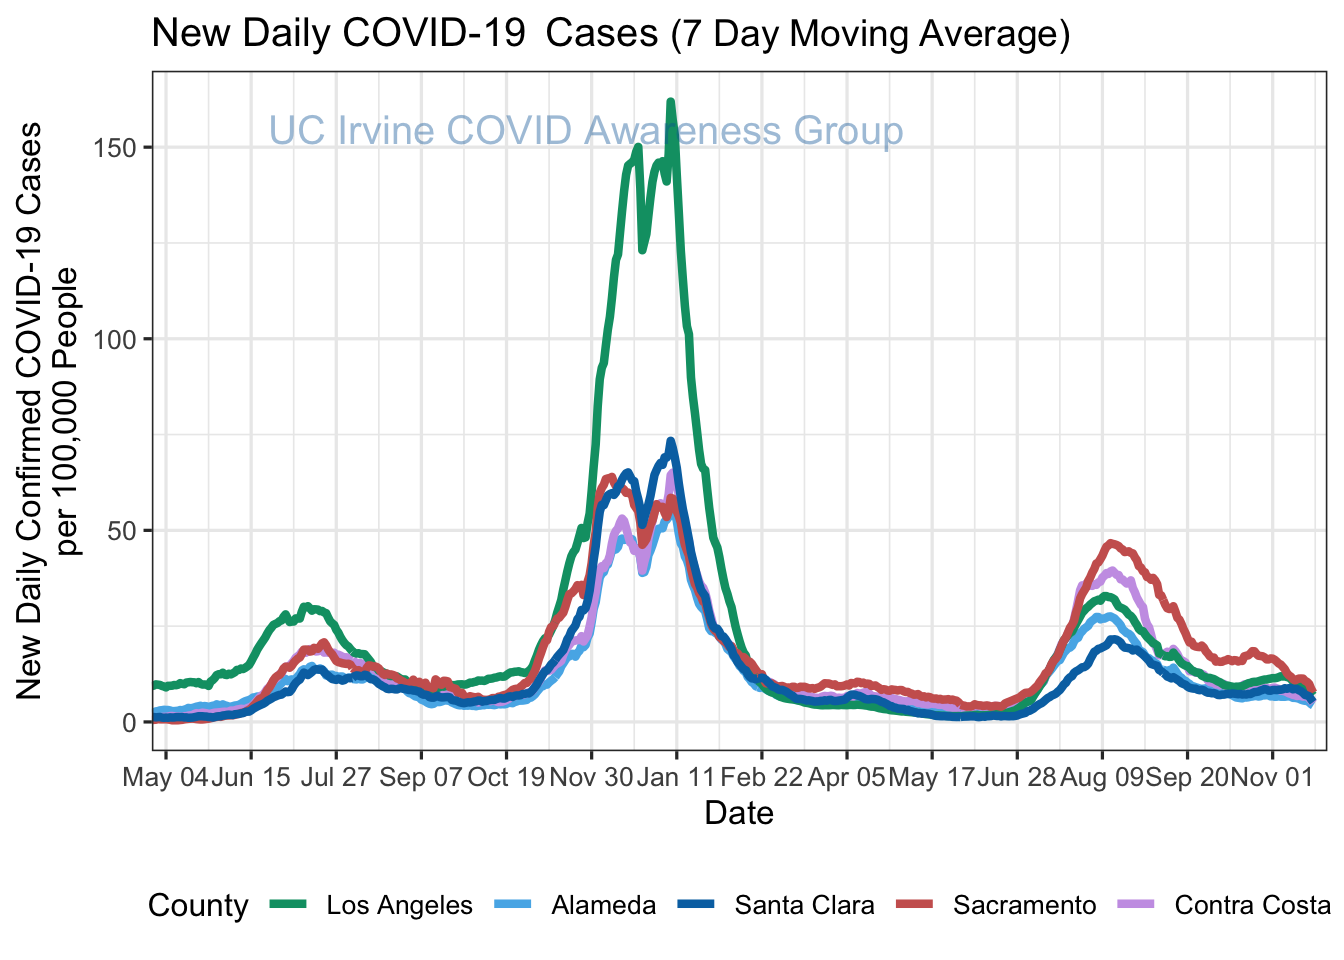 New Daily COVID-19  Cases (7 Day Moving Average)
UC Irvine COVID Awareness Group
New Daily Confirmed COVID-19 Cases
per 100,000 People
150
100
50
0
May 04 Jun 15 Jul 27 Sep 07 Oct 19 Nov 30 Jan 11 Feb 22 Apr 05 May 17 Jun 28 Aug 09 Sep 20 Nov 01
Date
County Los Angeles Alameda Santa Clara Sacramento Contra Costa